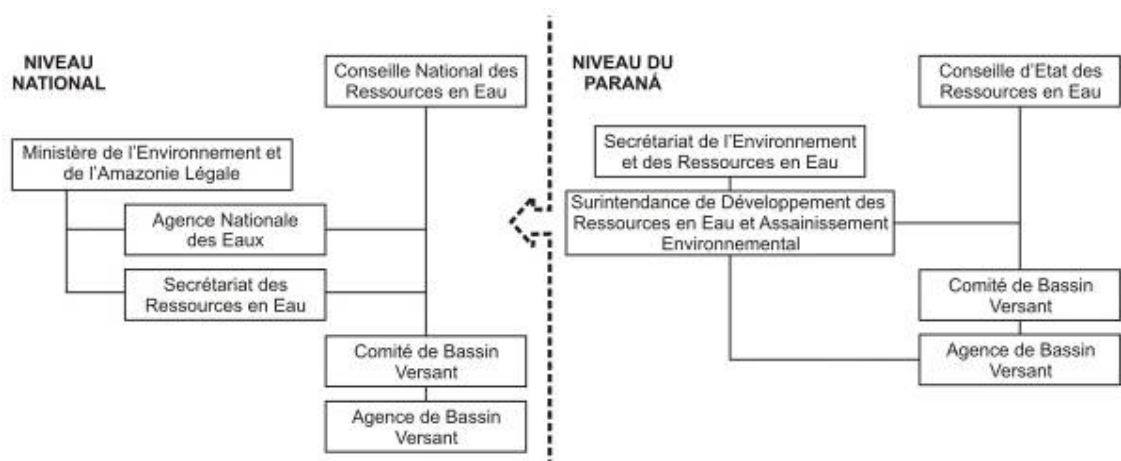 NIVEAU
NATIONAL
Conseille National des
Ressources en Eau
Ministère de l'Environnement et
de l'Amazonie Légale
Agence Nationale
des Eaux
Secrétariat des
Ressources en Eau
Comité de Bassin
Versant
Agence de Bassin
Versant
NIVEAU DU
PARANÁ
Conseille d'Etat des
Ressources en Eau
Secrétariat de l'Environnement
et des Ressources en Eau
Surintendance de Développement des
Ressources en Eau et Assainissement
Environnemental
Comité de Bassin
Versant
Agence de Bassin
Versant